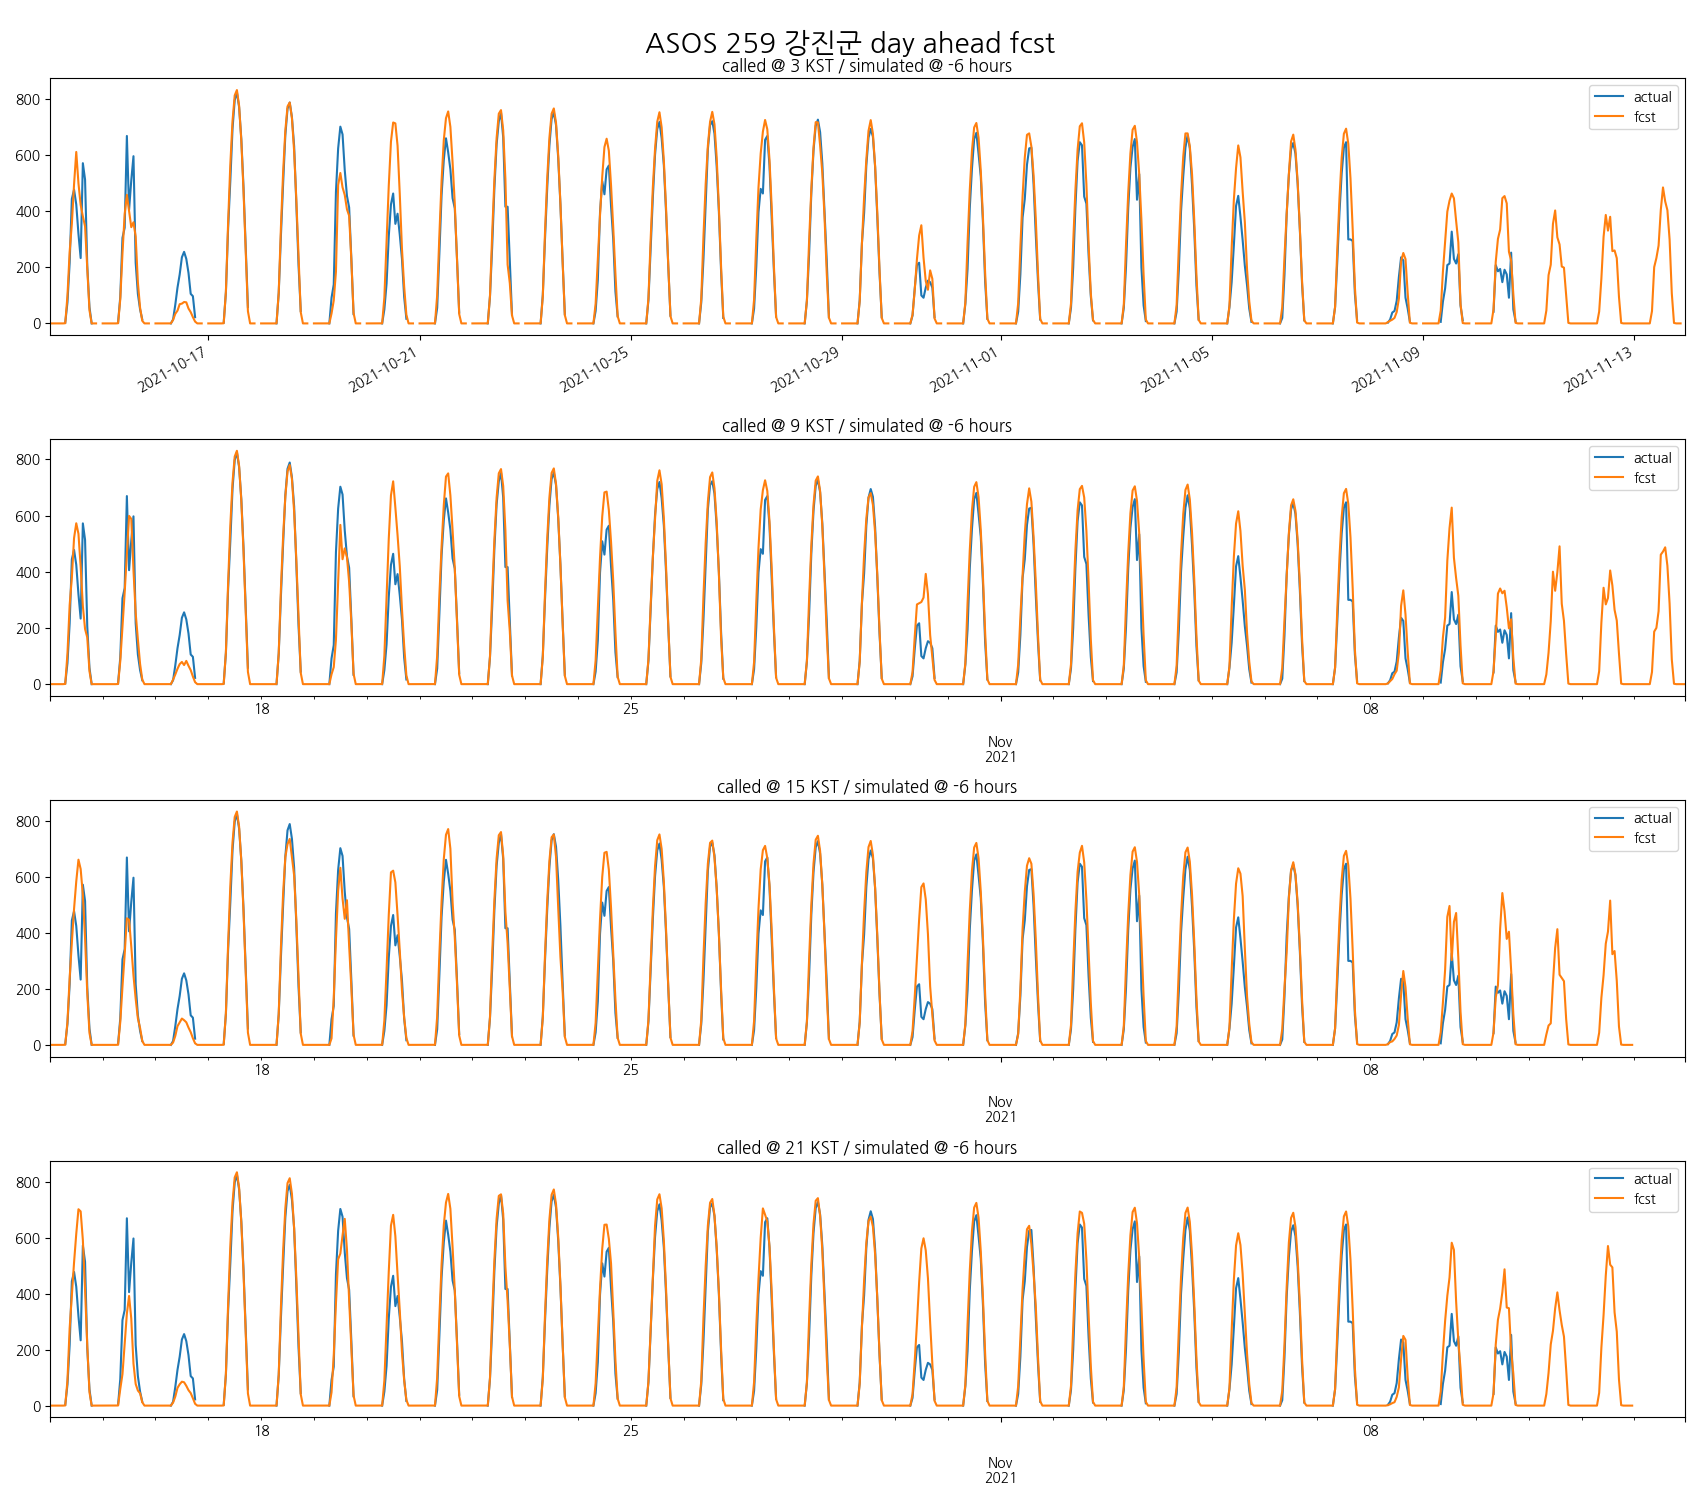 ASOS 259 강진군 day ahead fcst
called @ 3 KST / simulated @ -6 hours
actual
fcst
800
600
400
200
0
2021-10-17
2021-10-21
2021-10-25
2021-10-29
2021-11-01
2021-11-05
2021-11-09
2021-11-13
called @ 9 KST / simulated @ -6 hours
actual
fcst
800
600
400
200
0
18
25
08
Nov
2021
called @ 15 KST / simulated @ -6 hours
actual
fcst
800
600
400
200
0
18
25
08
Nov
2021
called @ 21 KST / simulated @ -6 hours
actual
fcst
800
600
400
200
0
18
25
08
Nov
2021